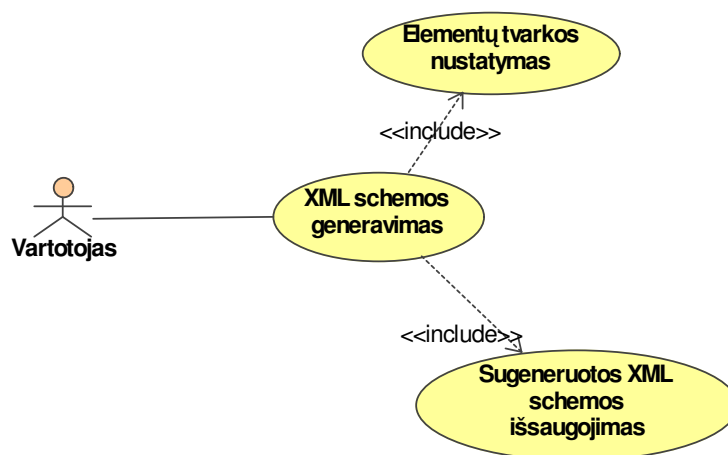 Elementų tvarkos
nustatymas
<<include>>
XML schemos
generavimas
Vartotojas
<<include>>
Sugeneruotos XML
schemos
išsaugojimas